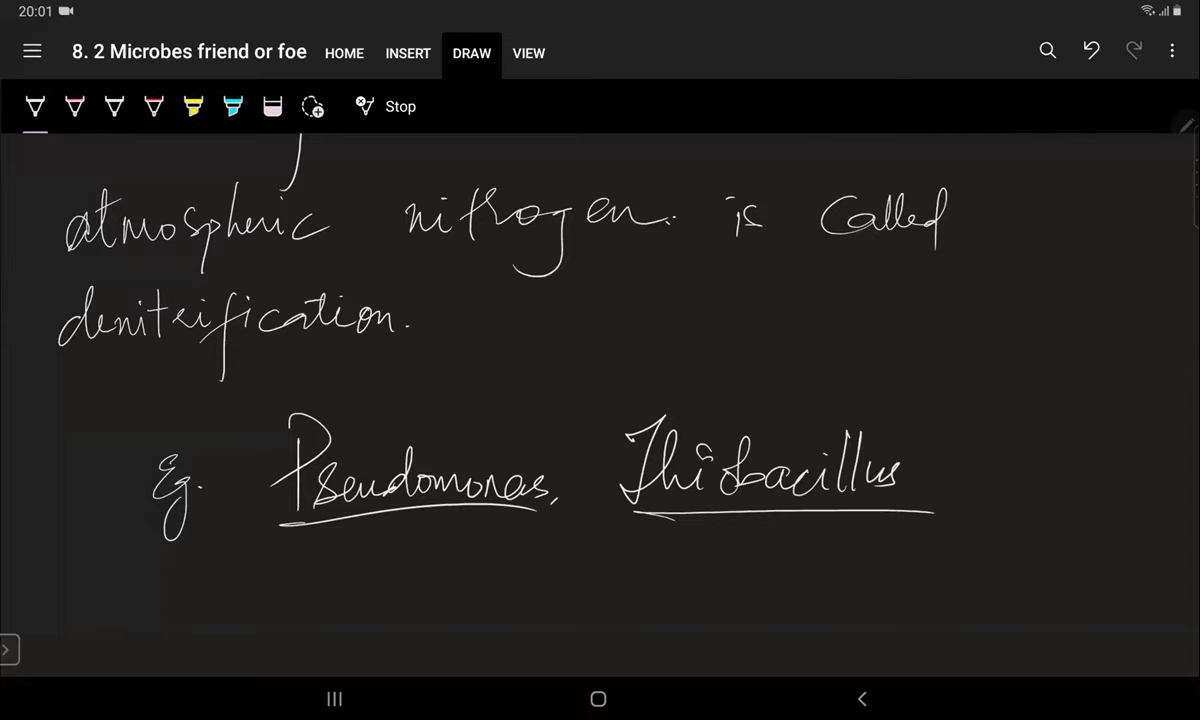 20:01
8. 2 Microbes friend or foe HOME INSERT DRAW VIEW
Stop
atmospheric nitrogen. is called
denitrification.
Eg. Pseudomonas, Thiobacillus